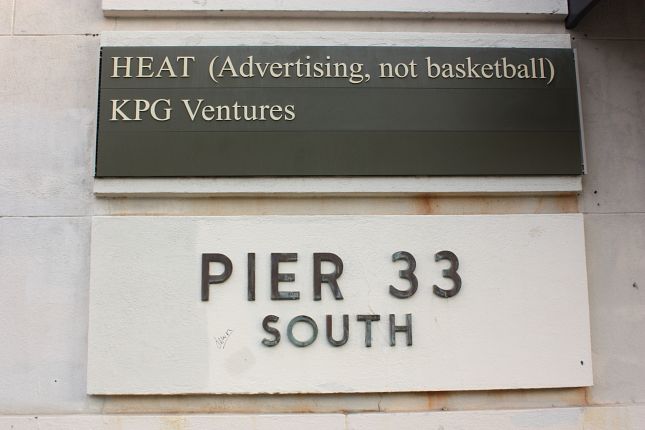 HEAT (Advertising, not basketball)
KPG Ventures
PIER 33
SOUTH